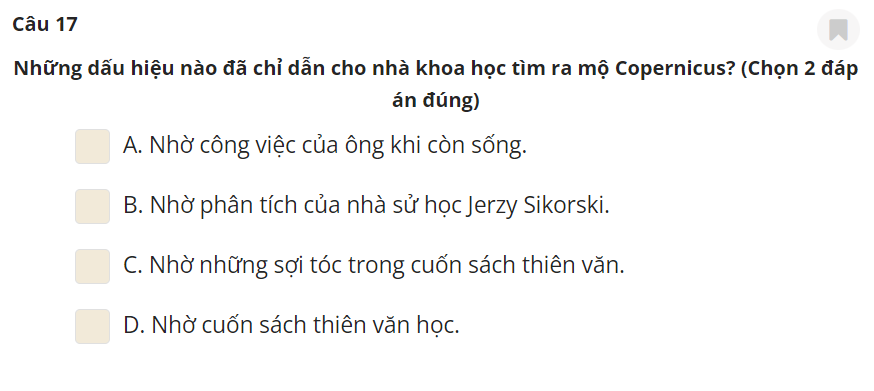 Câu 17
Những dấu hiệu nào đã chỉ dẫn cho nhà khoa học tìm ra mộ Copernicus? (Chọn 2 đáp
án đúng)
A. Nhờ công việc của ông khi còn sống.
B. Nhờ phân tích của nhà sử học Jerzy Sikorski.
C. Nhờ những sợi tóc trong cuốn sách thiên văn.
D. Nhờ cuốn sách thiên văn học.